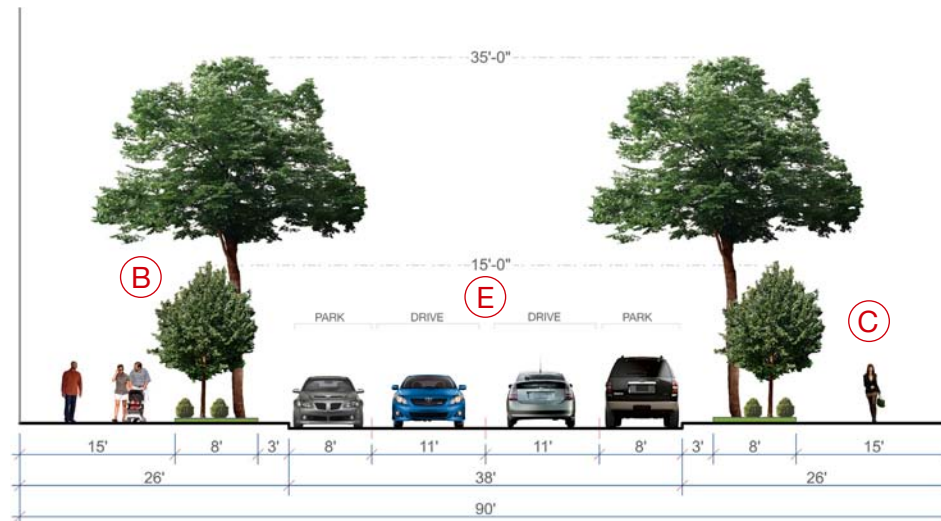 35'-0"
15'-0"
B
E
C
PARK DRIVE DRIVE PARK
15' 8' 3' 8' 11' 11' 8' 3' 8' 15'
26' 38' 26'
90'